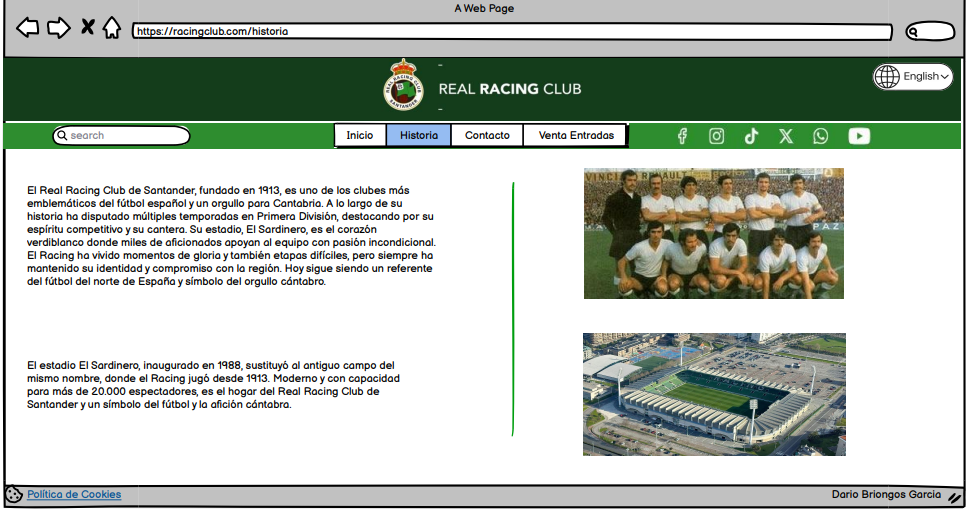 A Web Page
https://racingclub.com/historia
REAL RACING CLUB
SANTANDER
REAL RACING CLUB
English
search
Inicio
Historia
Contacto
Venta Entradas
El Real Racing Club de Santander, fundado en 1913, es uno de los clubes más
emblemáticos del fútbol español y un orgullo para Cantabria. A lo largo de su
historia ha disputado múltiples temporadas en Primera División, destacando por su
espíritu competitivo y su cantera. Su estadio, El Sardinero, es el corazón
verdiblanco donde miles de aficionados apoyan al equipo con pasión incondicional.
El Racing ha vivido momentos de gloria y también etapas difíciles, pero siempre ha
mantenido su identidad y compromiso con la región. Hoy sigue siendo un referente
del fútbol del norte de España y símbolo del orgullo cántabro.
RENAULT
PAZ
El estadio El Sardinero, inaugurado en 1988, sustituyó al antiguo campo del
mismo nombre, donde el Racing jugó desde 1913. Moderno y con capacidad
para más de 20.000 espectadores, es el hogar del Real Racing Club de
Santander y un símbolo del fútbol y la afición cántabra.
Política de Cookies
Dario Briongos Garcia